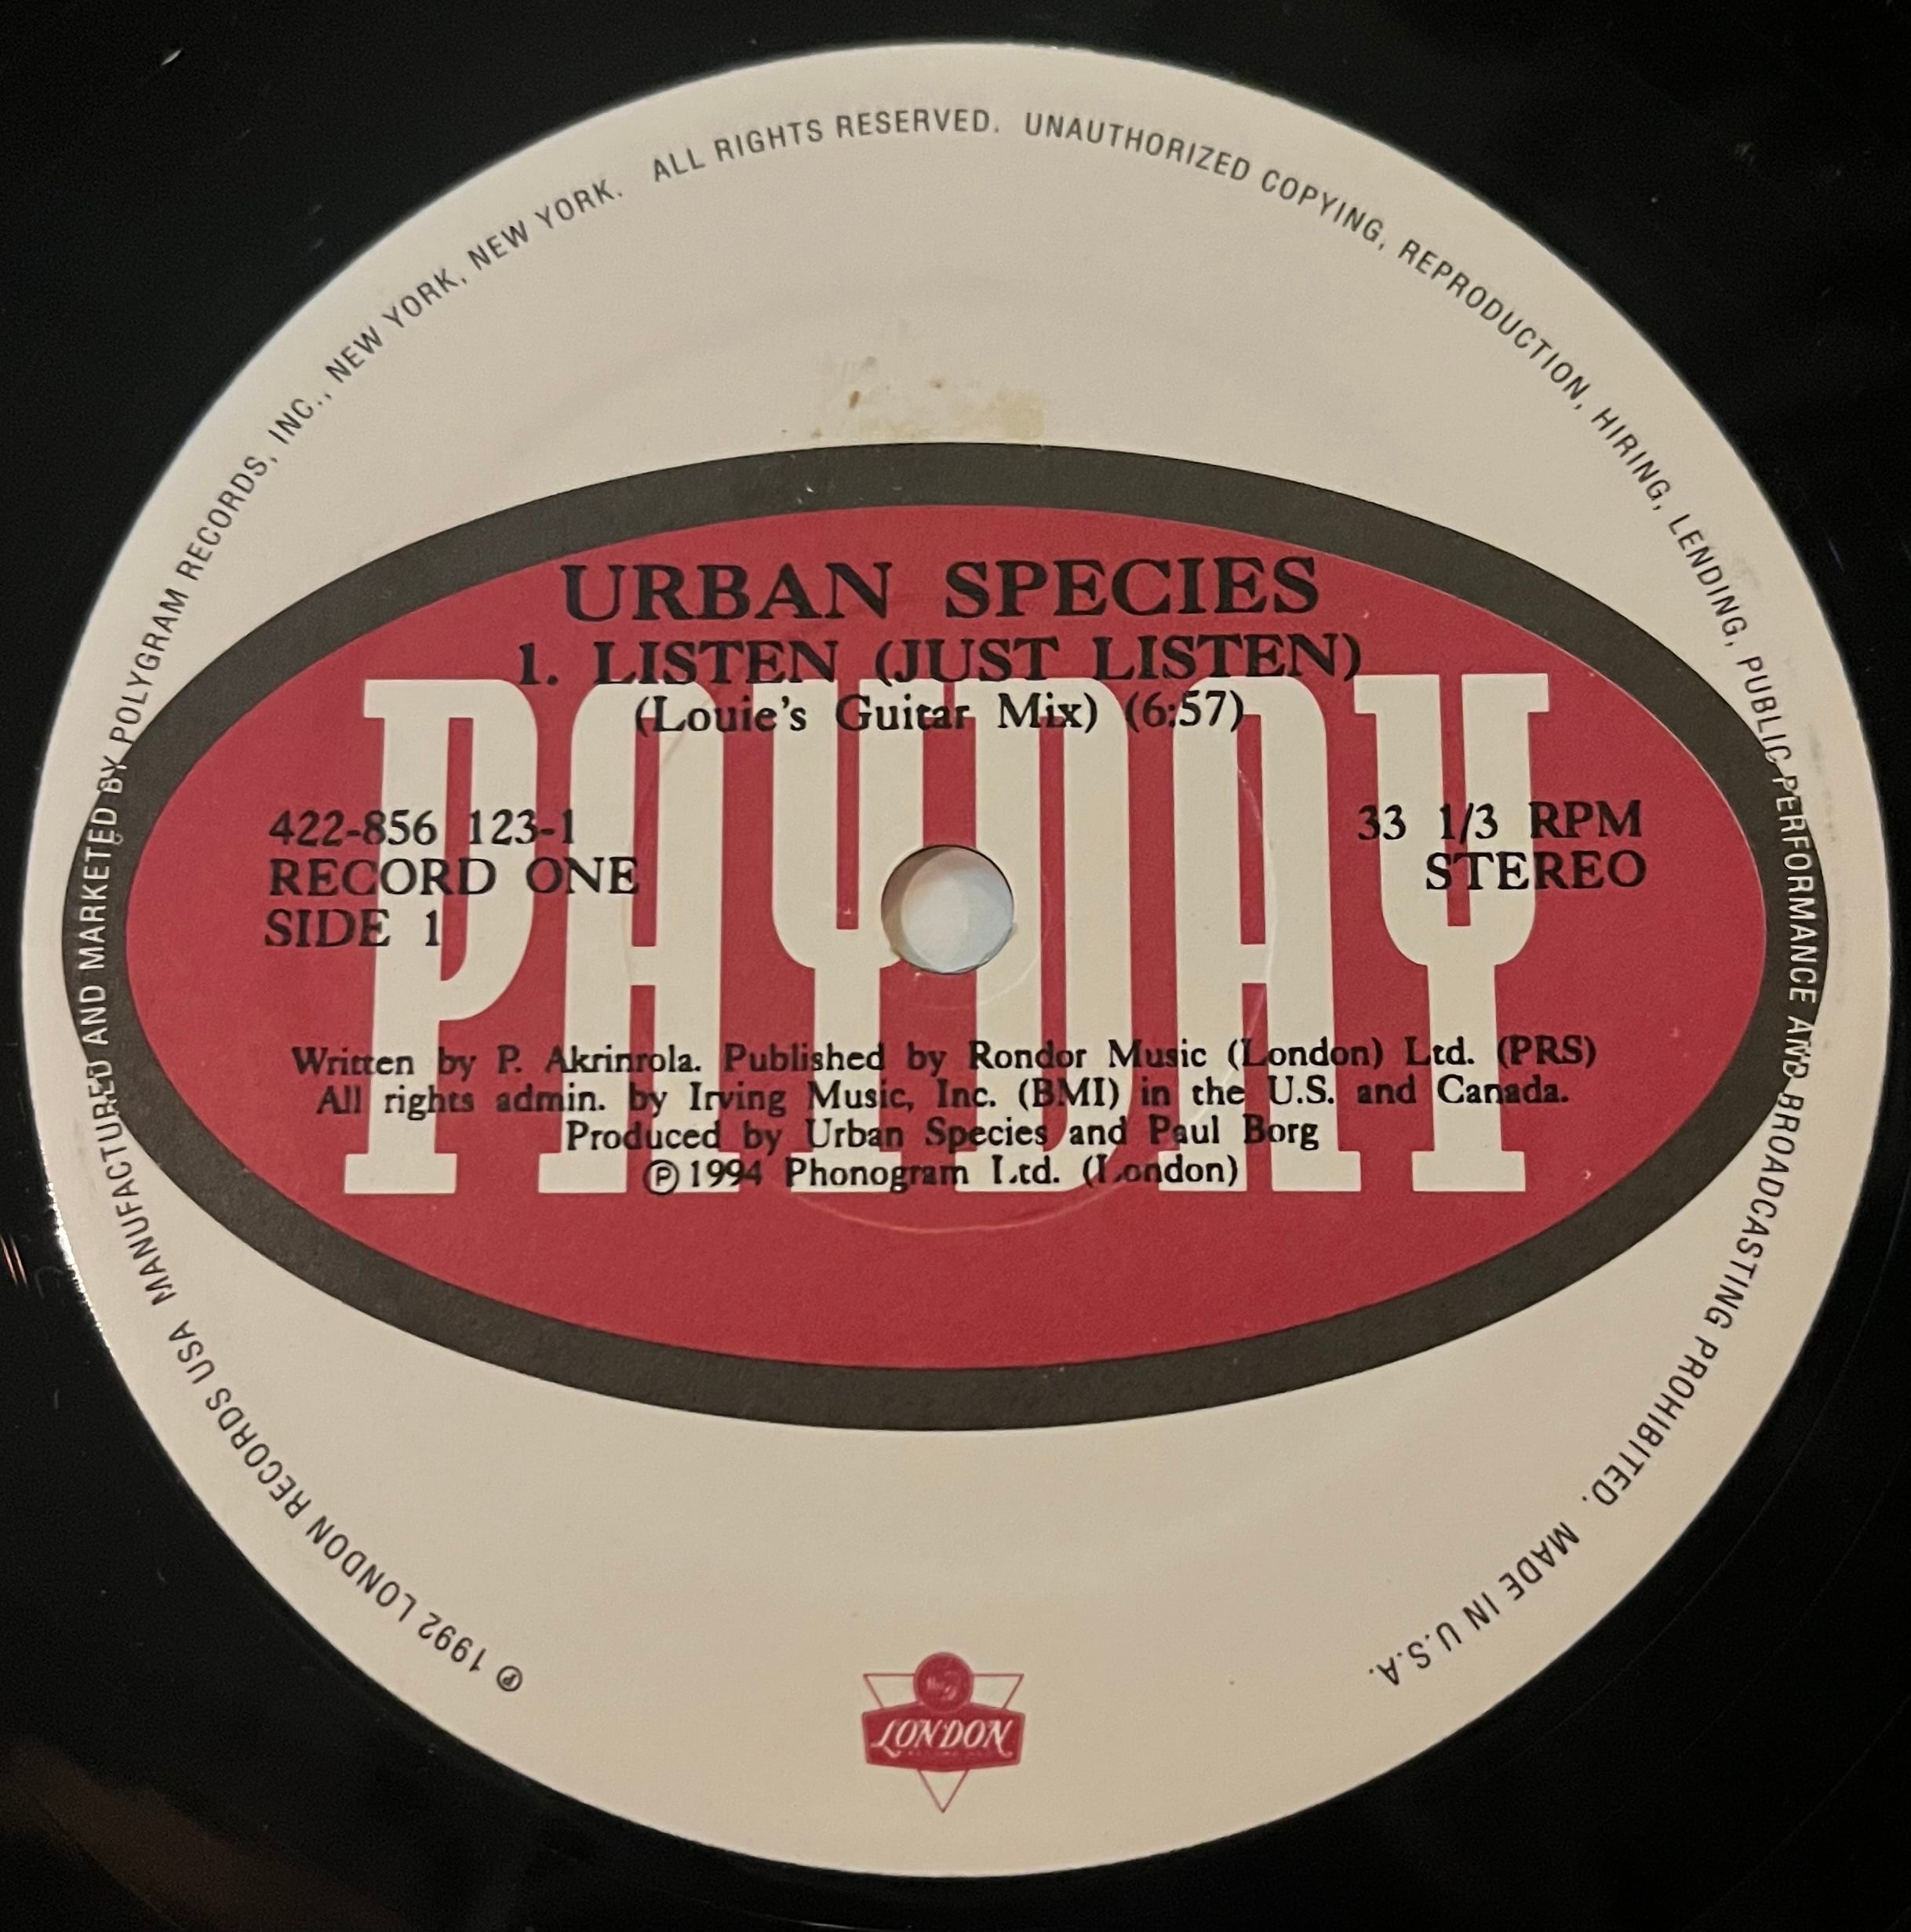 URBAN SPECIES
1. LISTEN (JUST LISTEN)
(Louie's Guitar Mix) (6:57)
PAYDAY
422-856 123-1
RECORD ONE
SIDE 1
33 1/3 RPM
STEREO
Written by P. Akrinrola. Published by Rondor Music (London) Ltd. (PRS)
All rights admin. by Irving Music, Inc. (BMI) in the U.S. and Canada.
Produced by Urban Species and Paul Borg
℗1994 Phonogram Ltd. (London)
℗ 1992 LONDON RECORDS USA MANUFACTURED AND MARKETED BY POLYGRAM RECORDS, INC., NEW YORK, NEW YORK. ALL RIGHTS RESERVED. UNAUTHORIZED COPYING, REPRODUCTION, HIRING, LENDING, PUBLIC PERFORMANCE AND BROADCASTING PROHIBITED. MADE IN U.S.A.
LONDON